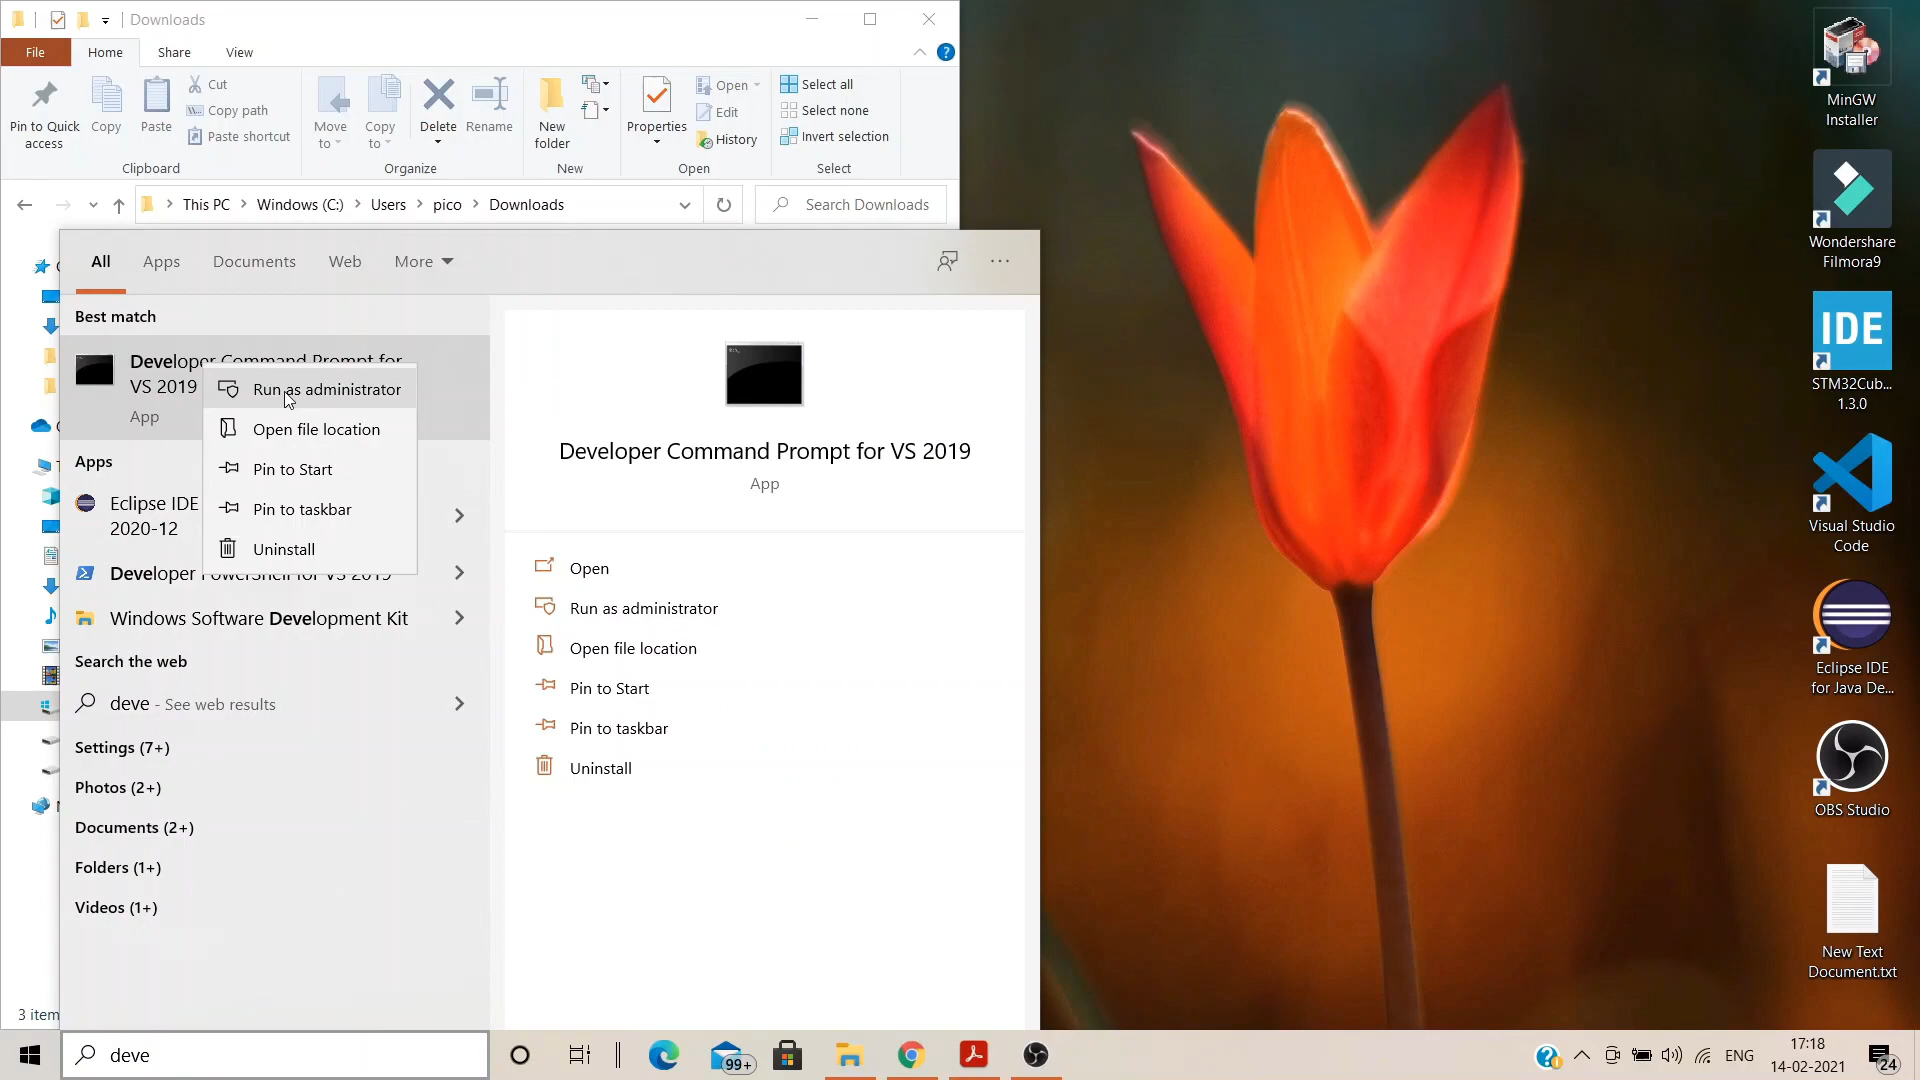 Downloads
File
Home
Share
View
Pin to Quick
access
Copy
Paste
Cut
Copy path
Paste shortcut
Clipboard
Move
to
Copy
to
Delete
Rename
Organize
New
folder
New
Properties
Open
Edit
History
Open
Select all
Select none
Invert selection
Select
This PC
Windows (C:)
Users
pico
Downloads
Search Downloads
All
Apps
Documents
Web
More
Best match
Developer Command Prompt for
VS 2019
App
Run as administrator
Open file location
Pin to Start
Pin to taskbar
Uninstall
Apps
Eclipse IDE
2020-12
Developer PowerShell for VS 2019
Windows Software Development Kit
Search the web
deve - See web results
Settings (7+)
Photos (2+)
Documents (2+)
Folders (1+)
Videos (1+)
Developer Command Prompt for VS 2019
App
Open
Run as administrator
Open file location
Pin to Start
Pin to taskbar
Uninstall
3 item
deve
99+
ENG
17:18
14-02-2021
24
MinGW
Installer
Wondershare
Filmora9
IDE
STM32Cub...
1.3.0
Visual Studio
Code
Eclipse IDE
for Java De...
OBS Studio
New Text
Document.txt